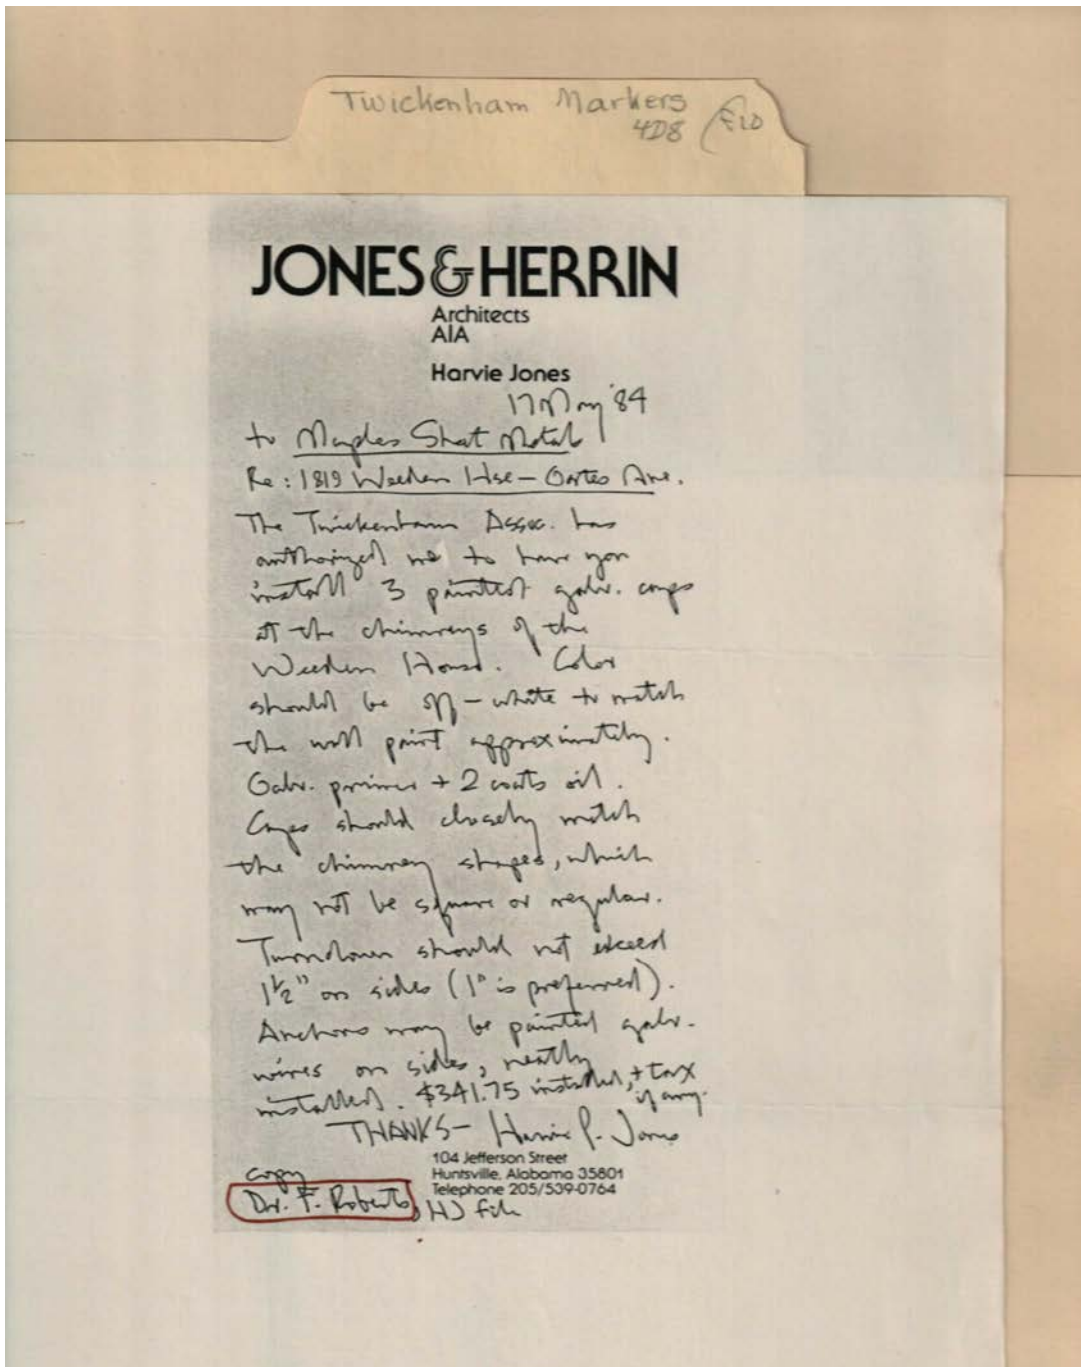 Twickenham Markers
4D8
JONES & HERRIN
Architects
AIA
Harvie Jones
17 May '84
to Maples Sheet Metal
Re: 1819 Weeden Hse - Gates Ave.
The Twickenham Assoc. has
authorized me to have you
install 3 painted galv. caps
at the chimneys of the
Weeden House. Color
should be off-white to match
the wall paint approximately.
Galv. primer + 2 coats oil.
Caps should closely match
the chimney shapes, which
may not be square or regular.
Turndown should not exceed
1 1/2" on sides (1" is preferred).
Anchors may be painted galv.
wires on sides, neatly
installed. $341.75 installed, + tax
if any.
THANKS - Harvie P. Jones
104 Jefferson Street
Huntsville, Alabama 35801
Telephone 205/539-0764
copy
Dr. F. Roberts, HJ file